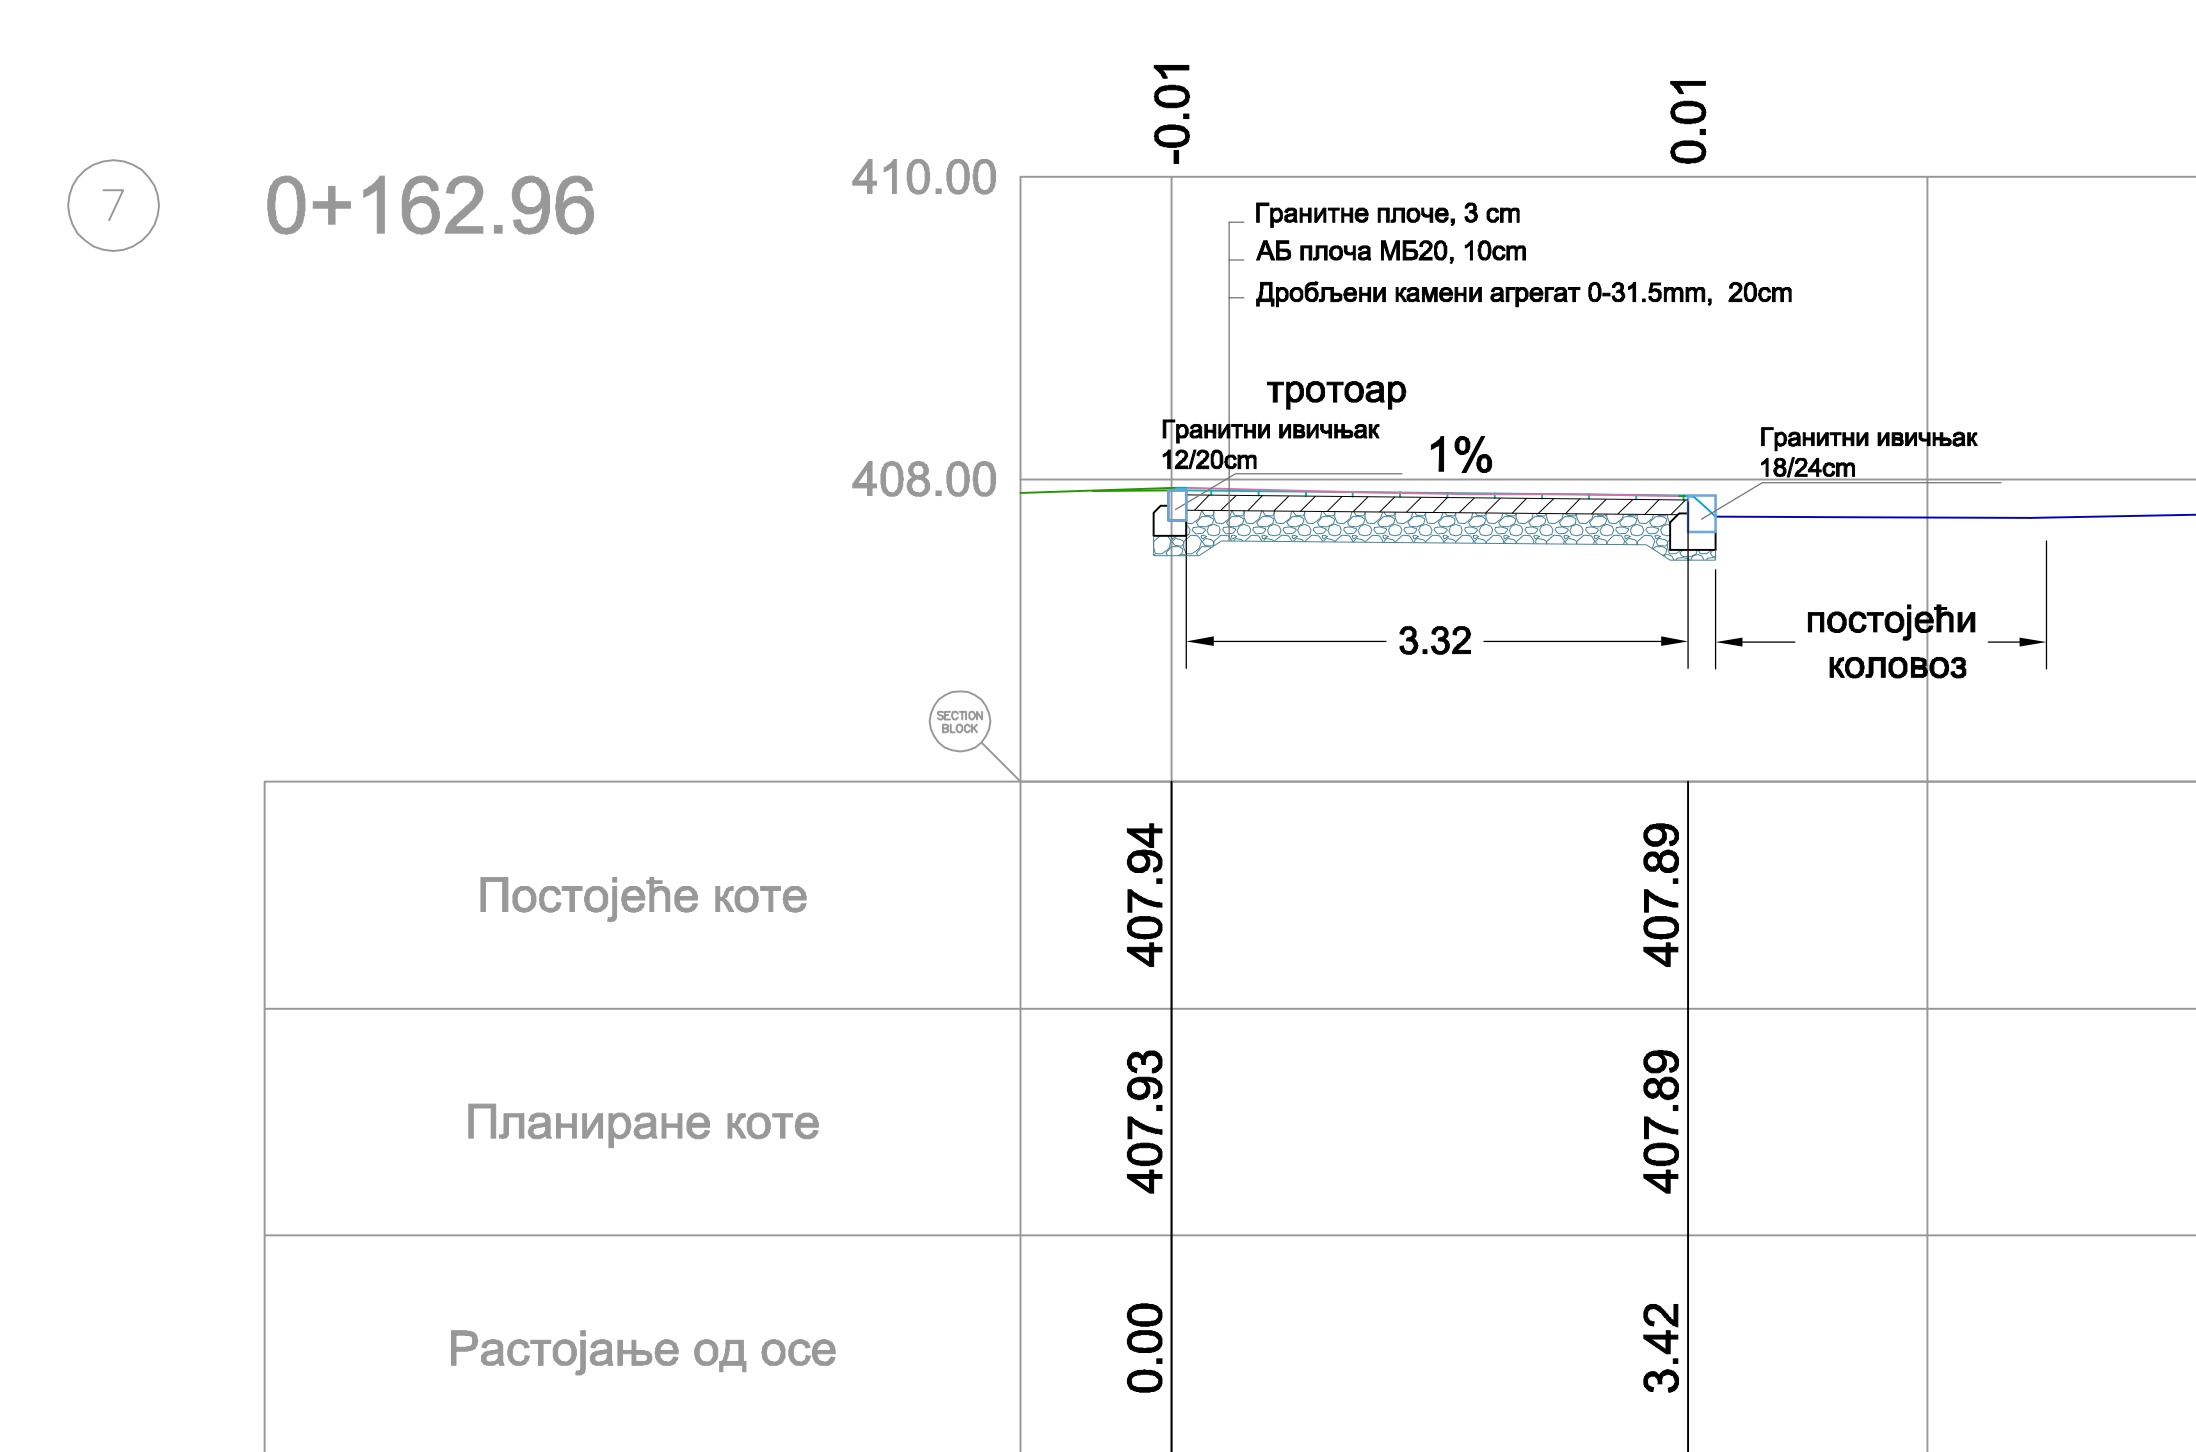 -0.01
0.01
7
0+162.96
410.00
Гранитне плоче, 3 cm
АБ плоча МБ20, 10cm
Дробљени камени агрегат 0-31.5mm, 20cm
тротоар
Гранитни ивичњак
12/20cm
1%
Гранитни ивичњак
18/24cm
408.00
3.32
постојећи
коловоз
SECTION
BLOCK
Постојеће коте
407.94
407.89
Планиране коте
407.93
407.89
Растојање од осе
0.00
3.42